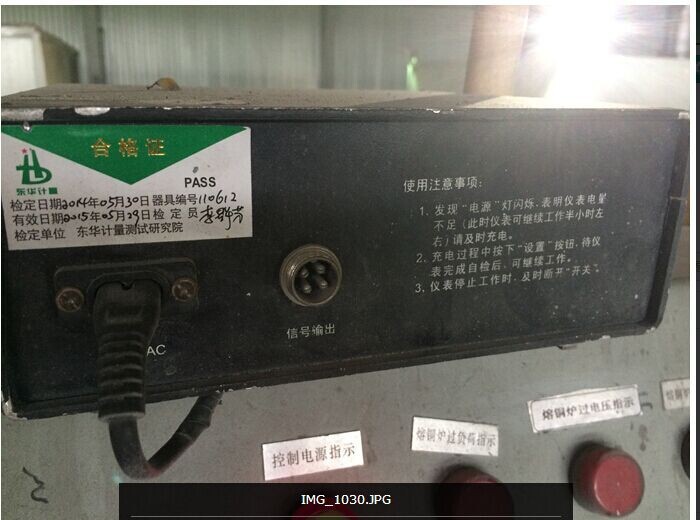 合格证
PASS
东华计量
检定日期2014年05月30日器具编号110612
有效日期2015年05月29日检定员
检定单位 东华计量测试研究院
AC
信号输出
使用注意事项:
1、发现“电源”灯闪烁、表明仪表电量
不足(此时仪表可继续工作半小时左
右)请及时充电。
2、充电过程中按下“设置”按钮、待仪
表完成自检后、可继续工作。
3、仪表停止工作时、及时断开“开关”。
控制电源指示
熔铜炉过负荷指示
熔铜炉过电压指示
熔铜炉
IMG_1030.JPG